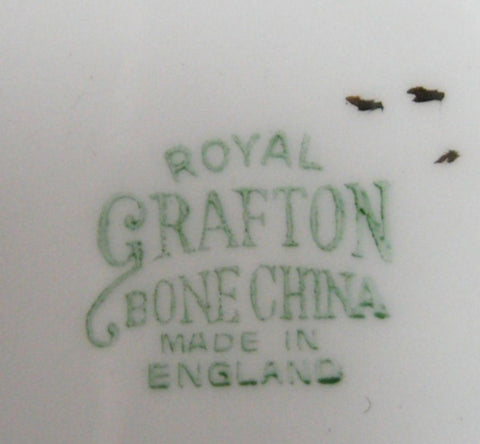 ROYAL
GRAFTON
BONE CHINA
MADE IN
ENGLAND